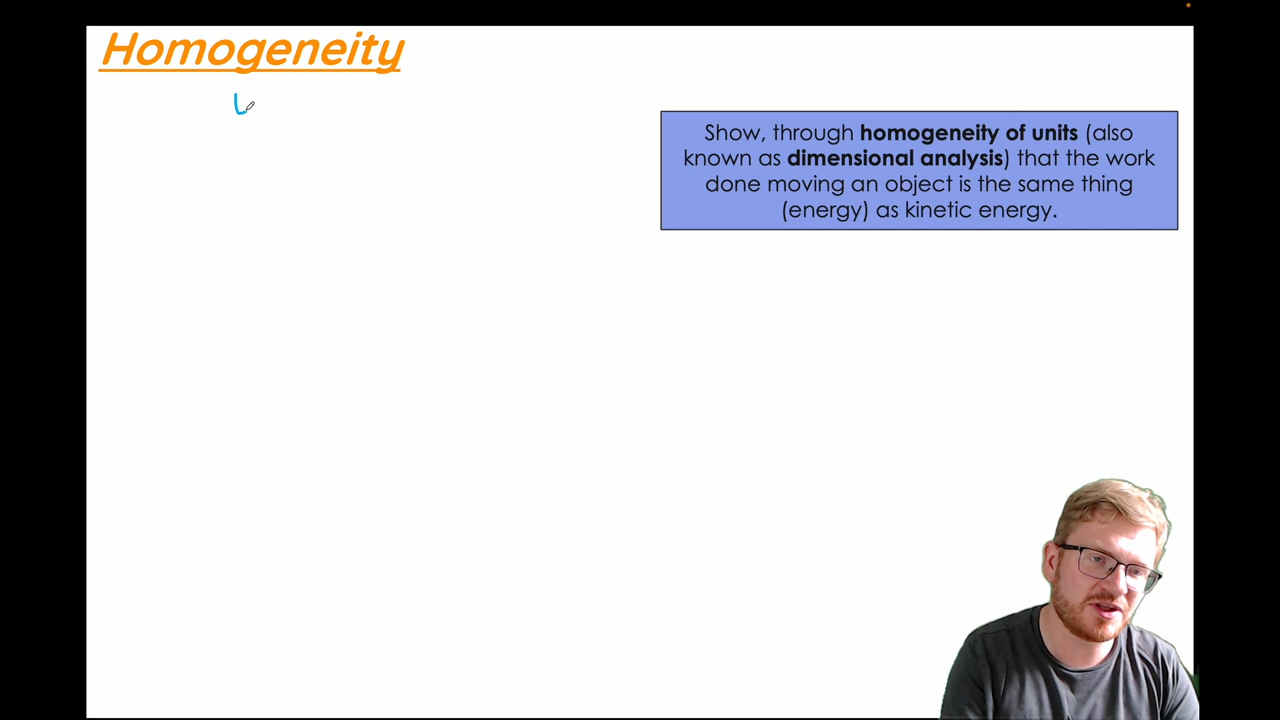 Homogeneity
Show, through homogeneity of units (also
known as dimensional analysis) that the work
done moving an object is the same thing
(energy) as kinetic energy.